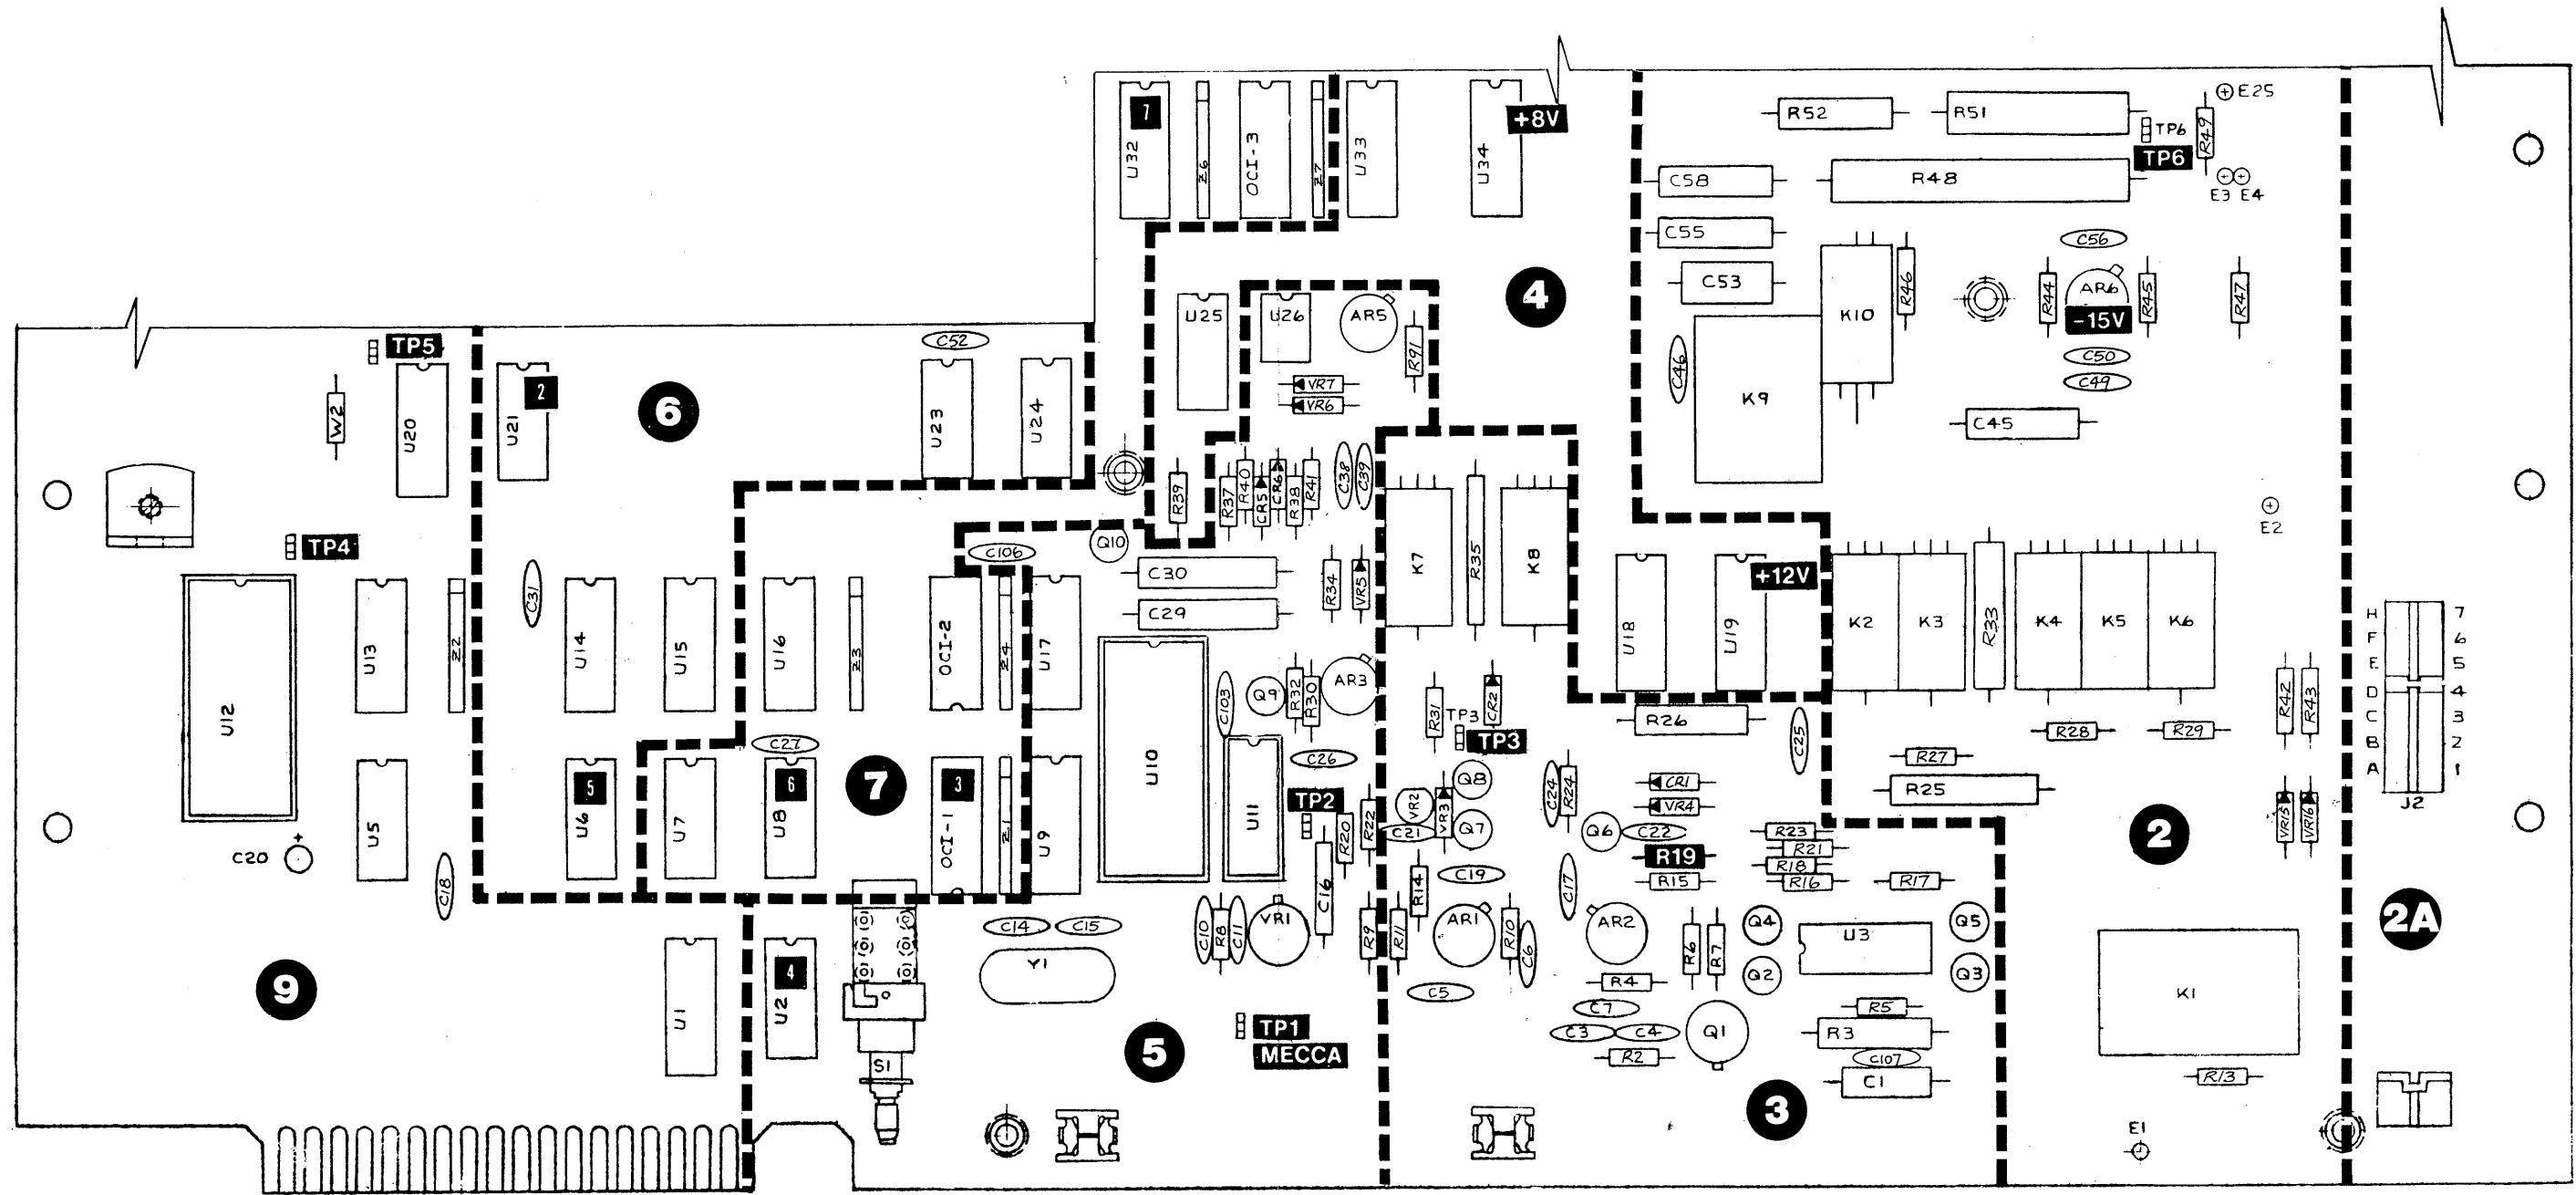 7
U32
Z6
OCI-3
Z7
U33
U34
+8V
R52
R51
E25
TP6
TP6
R49
C58
R48
E3 E4
C55
C56
C53
K10
R46
R44
AR6
-15V
R45
R47
C50
C49
C46
K9
C45
4
U25
U26
AR5
R91
VR7
VR6
TP5
W2
U20
U21
2
6
C52
U23
U24
TP4
R39
R37
R40
CR5
CR6
R38
R41
C38
C39
K7
R35
K8
E2
Q10
C106
C30
C29
R34
VR5
U18
U19
+12V
K2
K3
R33
K4
K5
K6
H 7
F 6
E 5
D 4
C 3
B 2
A 1
J2
U12
U13
Z2
C31
U14
U15
U16
Z3
OCI-2
Z4
U17
C103
Q9
R32
R30
AR3
R31
TP3
TP3
CR2
R26
C25
R28
R29
R42
R43
R27
R25
C27
U10
U11
C26
TP2
R20
R22
VR2
VR3
Q8
Q7
C21
C24
R24
CR1
VR4
Q6
C22
R23
R21
R19
R18
R15
R16
R17
2
VR15
VR16
C20
+
U5
C18
5
U6
U7
6
U8
7
3
OCI-1
Z1
U9
C14
C15
C10
R8
C11
VR1
C16
R9
R11
R14
C19
AR1
R10
C6
C17
AR2
R6
R7
Q4
U3
Q5
2A
9
U1
4
U2
Y1
C5
R4
Q2
Q3
K1
C7
C3
C4
Q1
R5
R3
R2
C107
C1
R13
S1
5
TP1
MECCA
3
E1